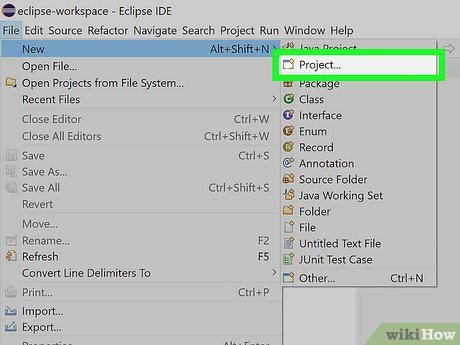 eclipse-workspace - Eclipse IDE
File Edit Source Refactor Navigate Search Project Run Window Help
New Alt+Shift+N
Open File...
Open Projects from File System...
Recent Files
Close Editor Ctrl+W
Close All Editors Ctrl+Shift+W
Save Ctrl+S
Save As...
Save All Ctrl+Shift+S
Revert
Move...
Rename... F2
Refresh F5
Convert Line Delimiters To
Print... Ctrl+P
Import...
Export...
Properties Alt+Enter
Java Project
Project...
Package
Class
Interface
Enum
Record
Annotation
Source Folder
Java Working Set
Folder
File
Untitled Text File
JUnit Test Case
Other... Ctrl+N
wikiHow